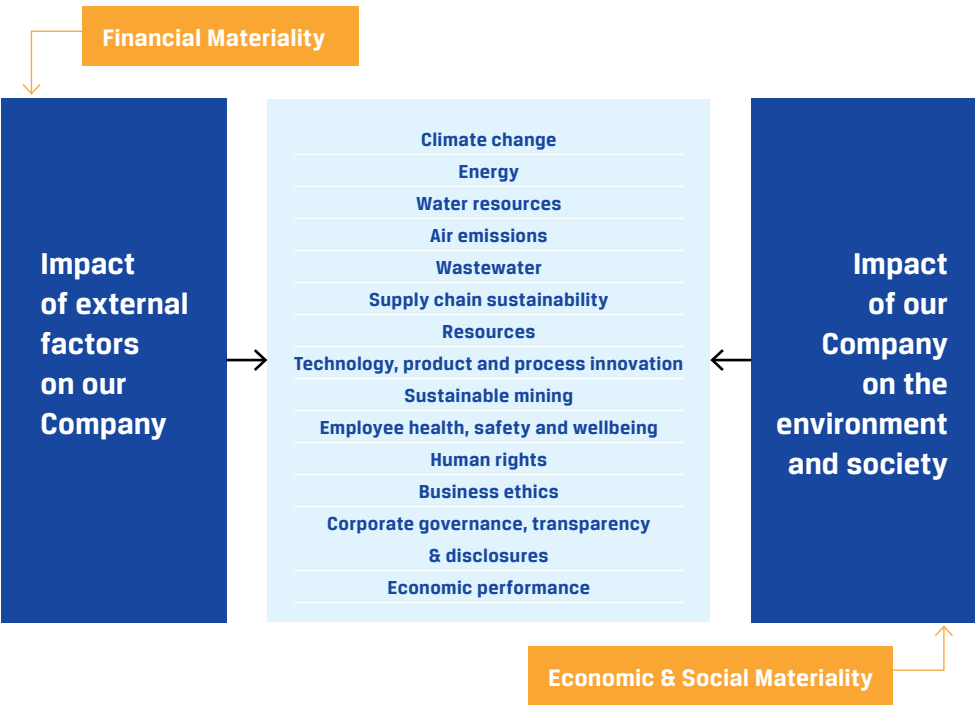 Financial Materiality
Impact
of external
factors
on our
Company
Climate change
Energy
Water resources
Air emissions
Wastewater
Supply chain sustainability
Resources
Technology, product and process innovation
Sustainable mining
Employee health, safety and wellbeing
Human rights
Business ethics
Corporate governance, transparency
& disclosures
Economic performance
Impact
of our
Company
on the
environment
and society
Economic & Social Materiality